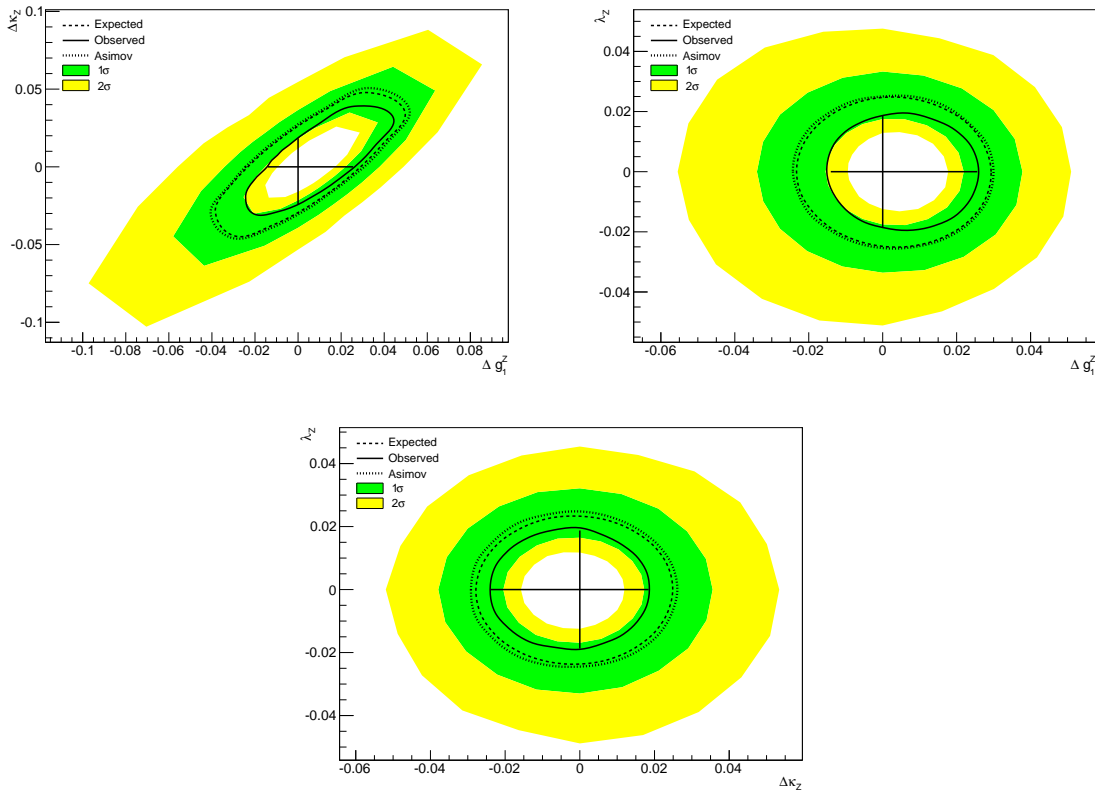 Δκ_Z
0.1
0.05
0
-0.05
-0.1
Expected
Observed
Asimov
1σ
2σ
-0.1 -0.08 -0.06 -0.04 -0.02 0 0.02 0.04 0.06 0.08
Δ g_1^Z
λ_Z
0.04
0.02
0
-0.02
-0.04
Expected
Observed
Asimov
1σ
2σ
-0.06 -0.04 -0.02 0 0.02 0.04
Δ g_1^Z
λ_Z
0.04
0.02
0
-0.02
-0.04
Expected
Observed
Asimov
1σ
2σ
-0.06 -0.04 -0.02 0 0.02 0.04
Δκ_Z